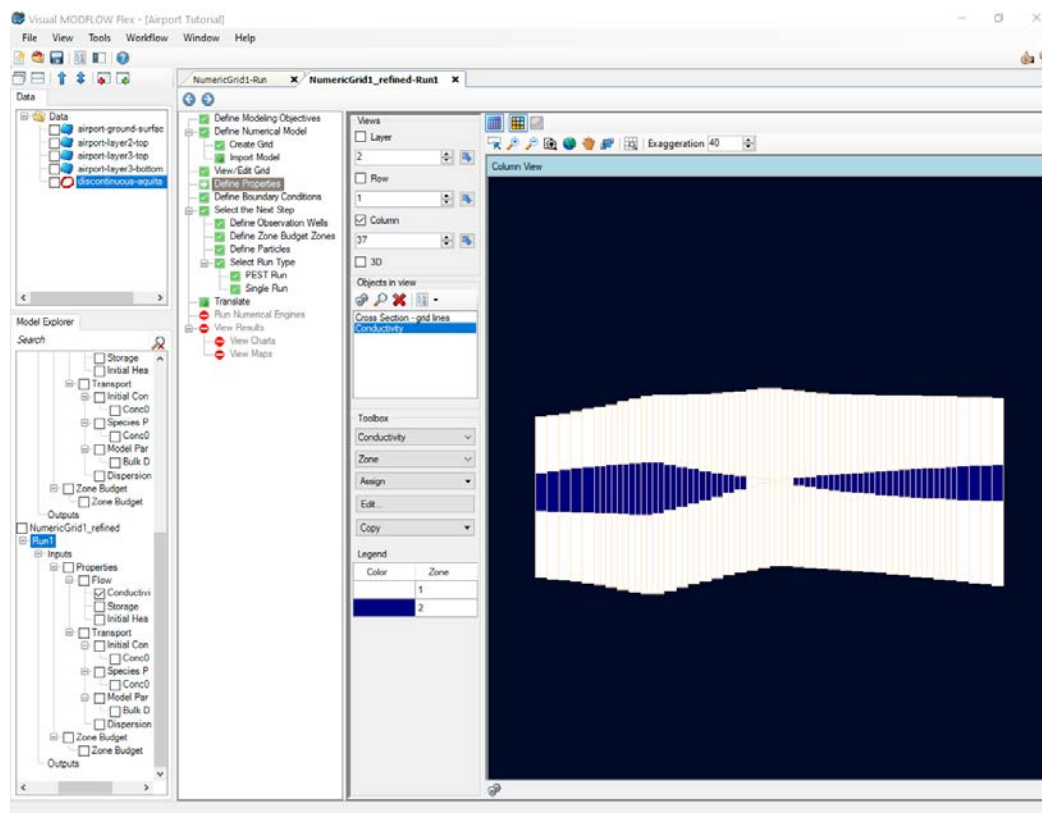 Visual MODFLOW Flex - [Airport Tutorial]
File View Tools Workflow Window Help
Data
Data
airport-ground-surfac
airport-layer2-top
airport-layer3-top
airport-layer3-bottom
discontinuous-aquita
Model Explorer
Search
Storage
Initial Hea
Transport
Initial Con
Conc0
Species P
Conc0
Model Par
Bulk D
Dispersion
Zone Budget
Zone Budget
Outputs
NumericGrid1_refined
Run1
Inputs
Properties
Flow
Conductivi
Storage
Initial Hea
Transport
Initial Con
Conc0
Species P
Conc0
Model Par
Bulk D
Dispersion
Zone Budget
Zone Budget
Outputs
NumericGrid1-Run X NumericGrid1_refined-Run1 X
Define Modeling Objectives
Define Numerical Model
Create Grid
Import Model
View/Edit Grid
Define Properties
Define Boundary Conditions
Select the Next Step
Define Observation Wells
Define Zone Budget Zones
Define Particles
Select Run Type
PEST Run
Single Run
Translate
Run Numerical Engines
View Results
View Charts
View Maps
Views
Layer
2
Row
1
Column
37
3D
Objects in view
Cross Section - grid lines
Conductivity
Toolbox
Conductivity
Zone
Assign
Edit...
Copy
Legend
Color Zone
1
2
Exaggeration 40
Column View